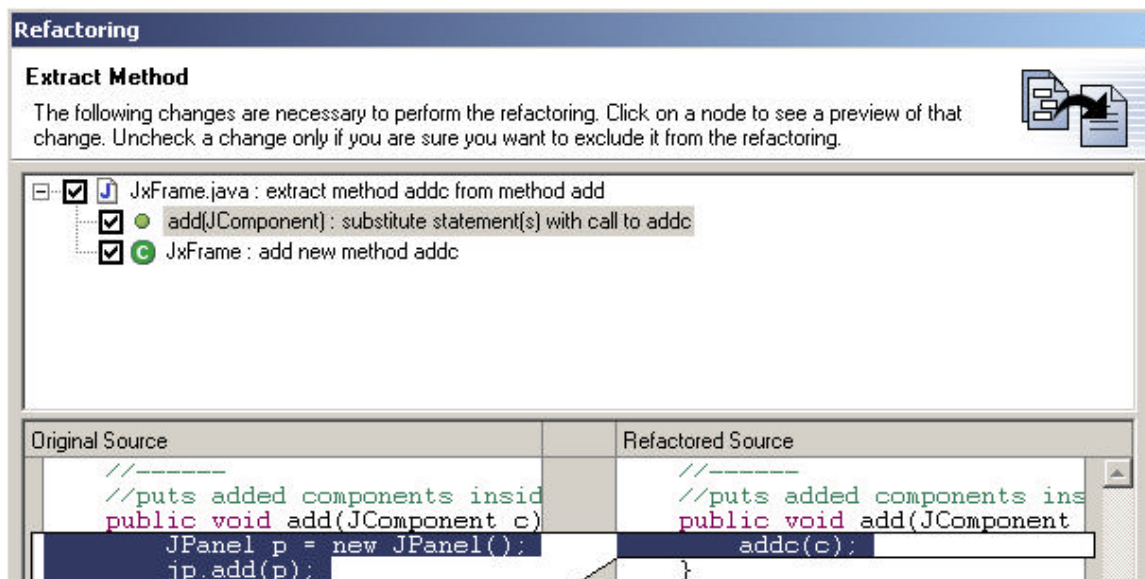 Refactoring
Extract Method
The following changes are necessary to perform the refactoring. Click on a node to see a preview of that
change. Uncheck a change only if you are sure you want to exclude it from the refactoring.
JxFrame.java : extract method addc from method add
add(JComponent) : substitute statement(s) with call to addc
JxFrame : add new method addc
Original Source
Refactored Source
//------
//puts added components insid
public void add(JComponent c)
JPanel p = new JPanel();
jp.add(p);
//------
//puts added components ins
public void add(JComponent
addc(c);
}